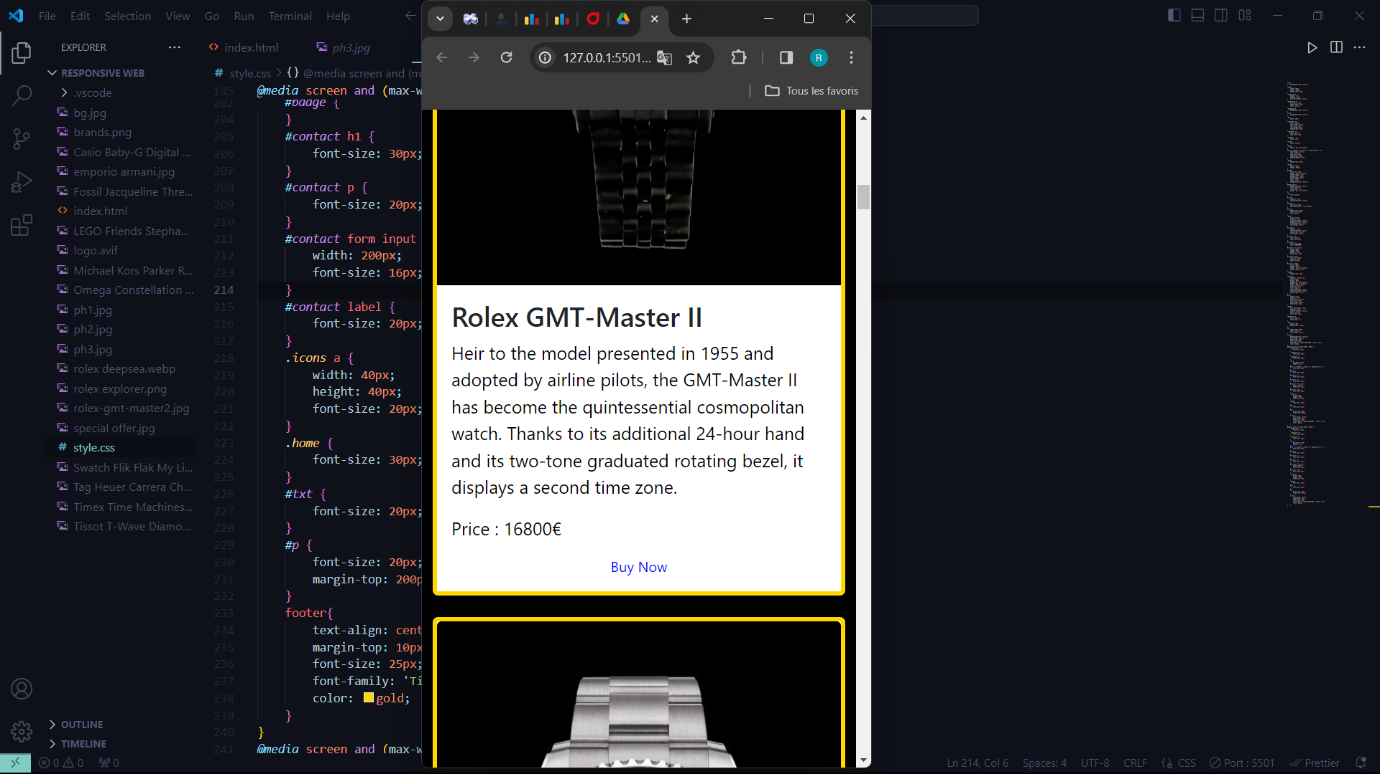 File Edit Selection View Go Run Terminal Help
127.0.0.1:5501...
R
Tous les favoris
EXPLORER
RESPONSIVE WEB
.vscode
bg.jpg
brands.png
Casio Baby-G Digital ...
emporio armani.jpg
Fossil Jacqueline Thre...
index.html
LEGO Friends Stepha...
logo.avif
Michael Kors Parker R...
Omega Constellation ...
ph1.jpg
ph2.jpg
ph3.jpg
rolex deepsea.webp
rolex explorer.png
rolex-gmt-master2.jpg
special offer.jpg
# style.css
Swatch Flik Flak My Li...
Tag Heuer Carrera Ch...
Timex Time Machines...
Tissot T-Wave Diamo...
OUTLINE
TIMELINE
index.html ph3.jpg
# style.css > {} @media screen and (m
185 @media screen and (max-w
202 #badge {
204 }
205 #contact h1 {
206 font-size: 30px;
207 }
208 #contact p {
209 font-size: 20px;
210 }
211 #contact form input
212 width: 200px;
213 font-size: 16px;
214 }
215 #contact label {
216 font-size: 20px;
217 }
218 .icons a {
219 width: 40px;
220 height: 40px;
221 font-size: 20px;
222 }
223 .home {
224 font-size: 30px;
225 }
226 #txt {
227 font-size: 20px;
228 }
229 #p {
230 font-size: 20px;
231 margin-top: 200p
232 }
233 footer{
234 text-align: cent
235 margin-top: 10px
236 font-size: 25px;
237 font-family: 'Ti
238 color: gold;
239 }
240 }
241 @media screen and (max-w
Rolex GMT-Master II
Heir to the model presented in 1955 and
adopted by airline pilots, the GMT-Master II
has become the quintessential cosmopolitan
watch. Thanks to its additional 24-hour hand
and its two-tone graduated rotating bezel, it
displays a second time zone.
Price : 16800€
Buy Now
0 0 0
Ln 214, Col 6 Spaces: 4 UTF-8 CRLF {} CSS Port : 5501 Prettier